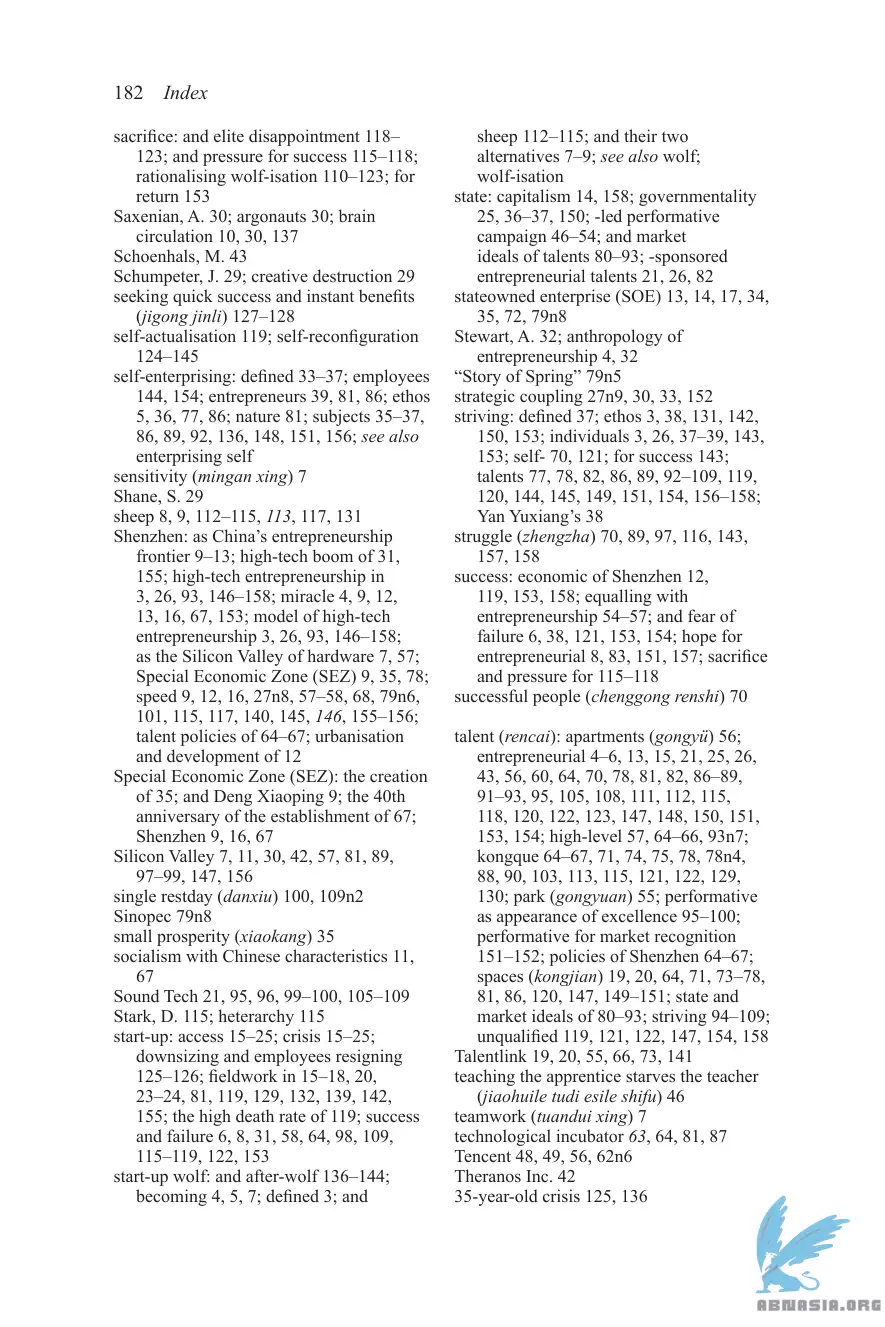 182 Index
sacrifice: and elite disappointment 118–
123; and pressure for success 115–118;
rationalising wolf-isation 110–123; for
return 153
Saxenian, A. 30; argonauts 30; brain
circulation 10, 30, 137
Schoenhals, M. 43
Schumpeter, J. 29; creative destruction 29
seeking quick success and instant benefits
(jigong jinli) 127–128
self-actualisation 119; self-reconfiguration
124–145
self-enterprising: defined 33–37; employees
144, 154; entrepreneurs 39, 81, 86; ethos
5, 36, 77, 86; nature 81; subjects 35–37,
86, 89, 92, 136, 148, 151, 156; see also
enterprising self
sensitivity (mingan xing) 7
Shane, S. 29
sheep 8, 9, 112–115, 113, 117, 131
Shenzhen: as China's entrepreneurship
frontier 9–13; high-tech boom of 31,
155; high-tech entrepreneurship in
3, 26, 93, 146–158; miracle 4, 9, 12,
13, 16, 67, 153; model of high-tech
entrepreneurship 3, 26, 93, 146–158;
as the Silicon Valley of hardware 7, 57;
Special Economic Zone (SEZ) 9, 35, 78;
speed 9, 12, 16, 27n8, 57–58, 68, 79n6,
101, 115, 117, 140, 145, 146, 155–156;
talent policies of 64–67; urbanisation
and development of 12
Special Economic Zone (SEZ): the creation
of 35; and Deng Xiaoping 9; the 40th
anniversary of the establishment of 67;
Shenzhen 9, 16, 67
Silicon Valley 7, 11, 30, 42, 57, 81, 89,
97–99, 147, 156
single restday (danxiu) 100, 109n2
Sinopec 79n8
small prosperity (xiaokang) 35
socialism with Chinese characteristics 11,
67
Sound Tech 21, 95, 96, 99–100, 105–109
Stark, D. 115; heterarchy 115
start-up: access 15–25; crisis 15–25;
downsizing and employees resigning
125–126; fieldwork in 15–18, 20,
23–24, 81, 119, 129, 132, 139, 142,
155; the high death rate of 119; success
and failure 6, 8, 31, 58, 64, 98, 109,
115–119, 122, 153
start-up wolf: and after-wolf 136–144;
becoming 4, 5, 7; defined 3; and
sheep 112–115; and their two
alternatives 7–9; see also wolf;
wolf-isation
state: capitalism 14, 158; governmentality
25, 36–37, 150; -led performative
campaign 46–54; and market
ideals of talents 80–93; -sponsored
entrepreneurial talents 21, 26, 82
stateowned enterprise (SOE) 13, 14, 17, 34,
35, 72, 79n8
Stewart, A. 32; anthropology of
entrepreneurship 4, 32
“Story of Spring” 79n5
strategic coupling 27n9, 30, 33, 152
striving: defined 37; ethos 3, 38, 131, 142,
150, 153; individuals 3, 26, 37–39, 143,
153; self- 70, 121; for success 143;
talents 77, 78, 82, 86, 89, 92–109, 119,
120, 144, 145, 149, 151, 154, 156–158;
Yan Yuxiang's 38
struggle (zhengzha) 70, 89, 97, 116, 143,
157, 158
success: economic of Shenzhen 12,
119, 153, 158; equalling with
entrepreneurship 54–57; and fear of
failure 6, 38, 121, 153, 154; hope for
entrepreneurial 8, 83, 151, 157; sacrifice
and pressure for 115–118
successful people (chenggong renshi) 70
talent (rencai): apartments (gongyü) 56;
entrepreneurial 4–6, 13, 15, 21, 25, 26,
43, 56, 60, 64, 70, 78, 81, 82, 86–89,
91–93, 95, 105, 108, 111, 112, 115,
118, 120, 122, 123, 147, 148, 150, 151,
153, 154; high-level 57, 64–66, 93n7;
kongque 64–67, 71, 74, 75, 78, 78n4,
88, 90, 103, 113, 115, 121, 122, 129,
130; park (gongyuan) 55; performative
as appearance of excellence 95–100;
performative for market recognition
151–152; policies of Shenzhen 64–67;
spaces (kongjian) 19, 20, 64, 71, 73–78,
81, 86, 120, 147, 149–151; state and
market ideals of 80–93; striving 94–109;
unqualified 119, 121, 122, 147, 154, 158
Talentlink 19, 20, 55, 66, 73, 141
teaching the apprentice starves the teacher
(jiaohuile tudi esile shifu) 46
teamwork (tuandui xing) 7
technological incubator 63, 64, 81, 87
Tencent 48, 49, 56, 62n6
Theranos Inc. 42
35-year-old crisis 125, 136
ABNASIA.ORG